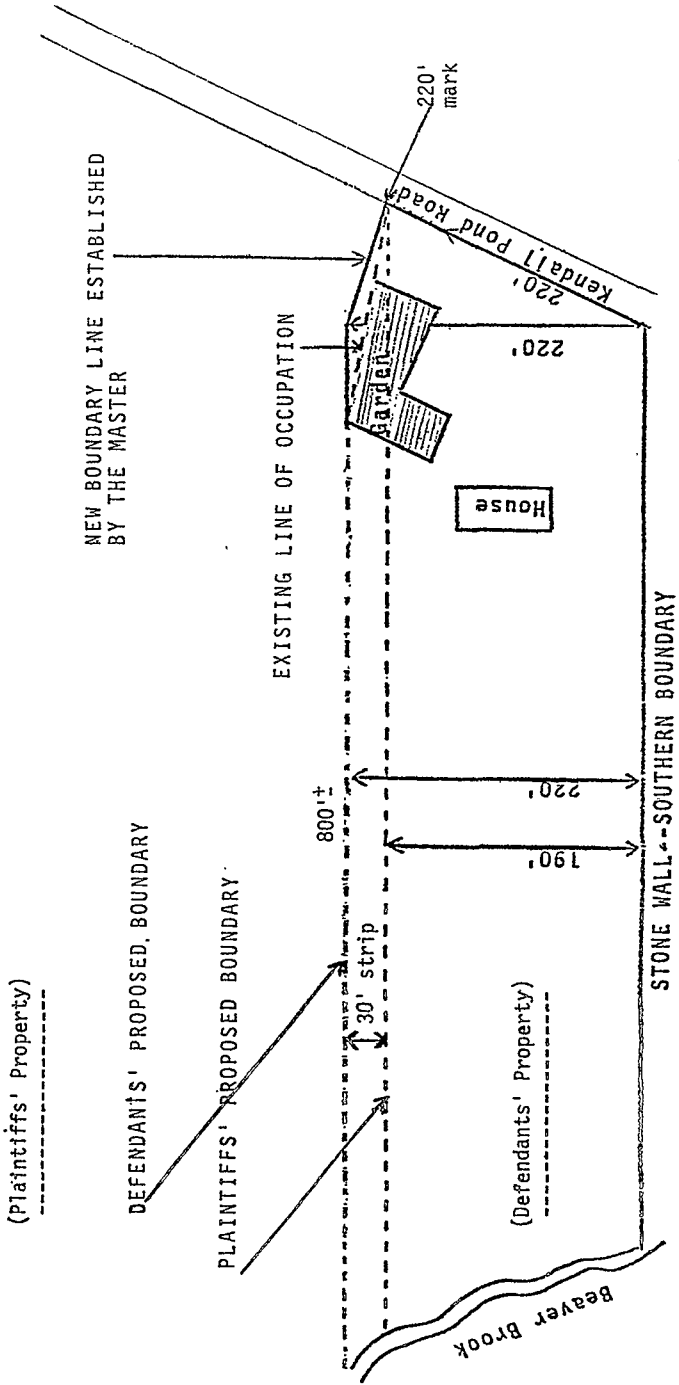 (Plaintiffs' Property)
DEFENDANTS' PROPOSED BOUNDARY
PLAINTIFFS' PROPOSED BOUNDARY
NEW BOUNDARY LINE ESTABLISHED
BY THE MASTER
EXISTING LINE OF OCCUPATION
220'
mark
Kendall Pond Road
220'
220'
Garden
House
800'±
30' strip
220'
190'
(Defendants' Property)
Beaver Brook
STONE WALL--SOUTHERN BOUNDARY